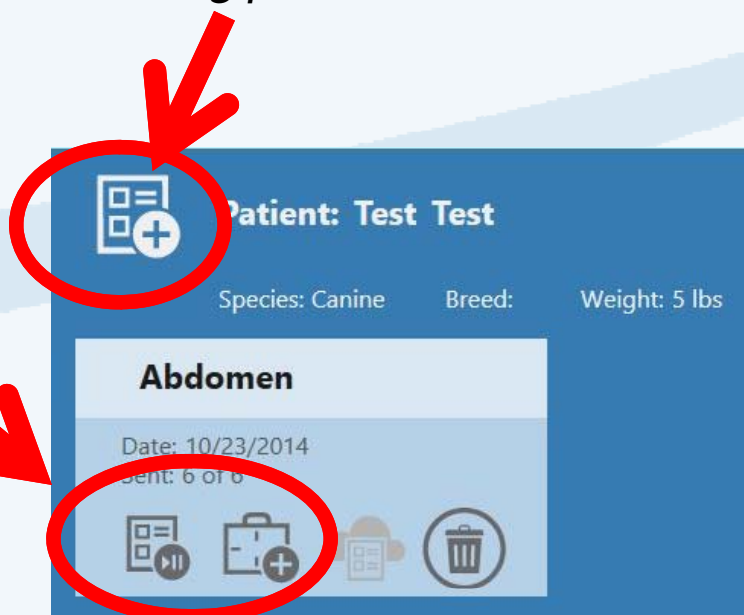 Patient: Test Test
Species: Canine Breed: Weight: 5 lbs
Abdomen
Date: 10/23/2014
Sent: 6 of 6